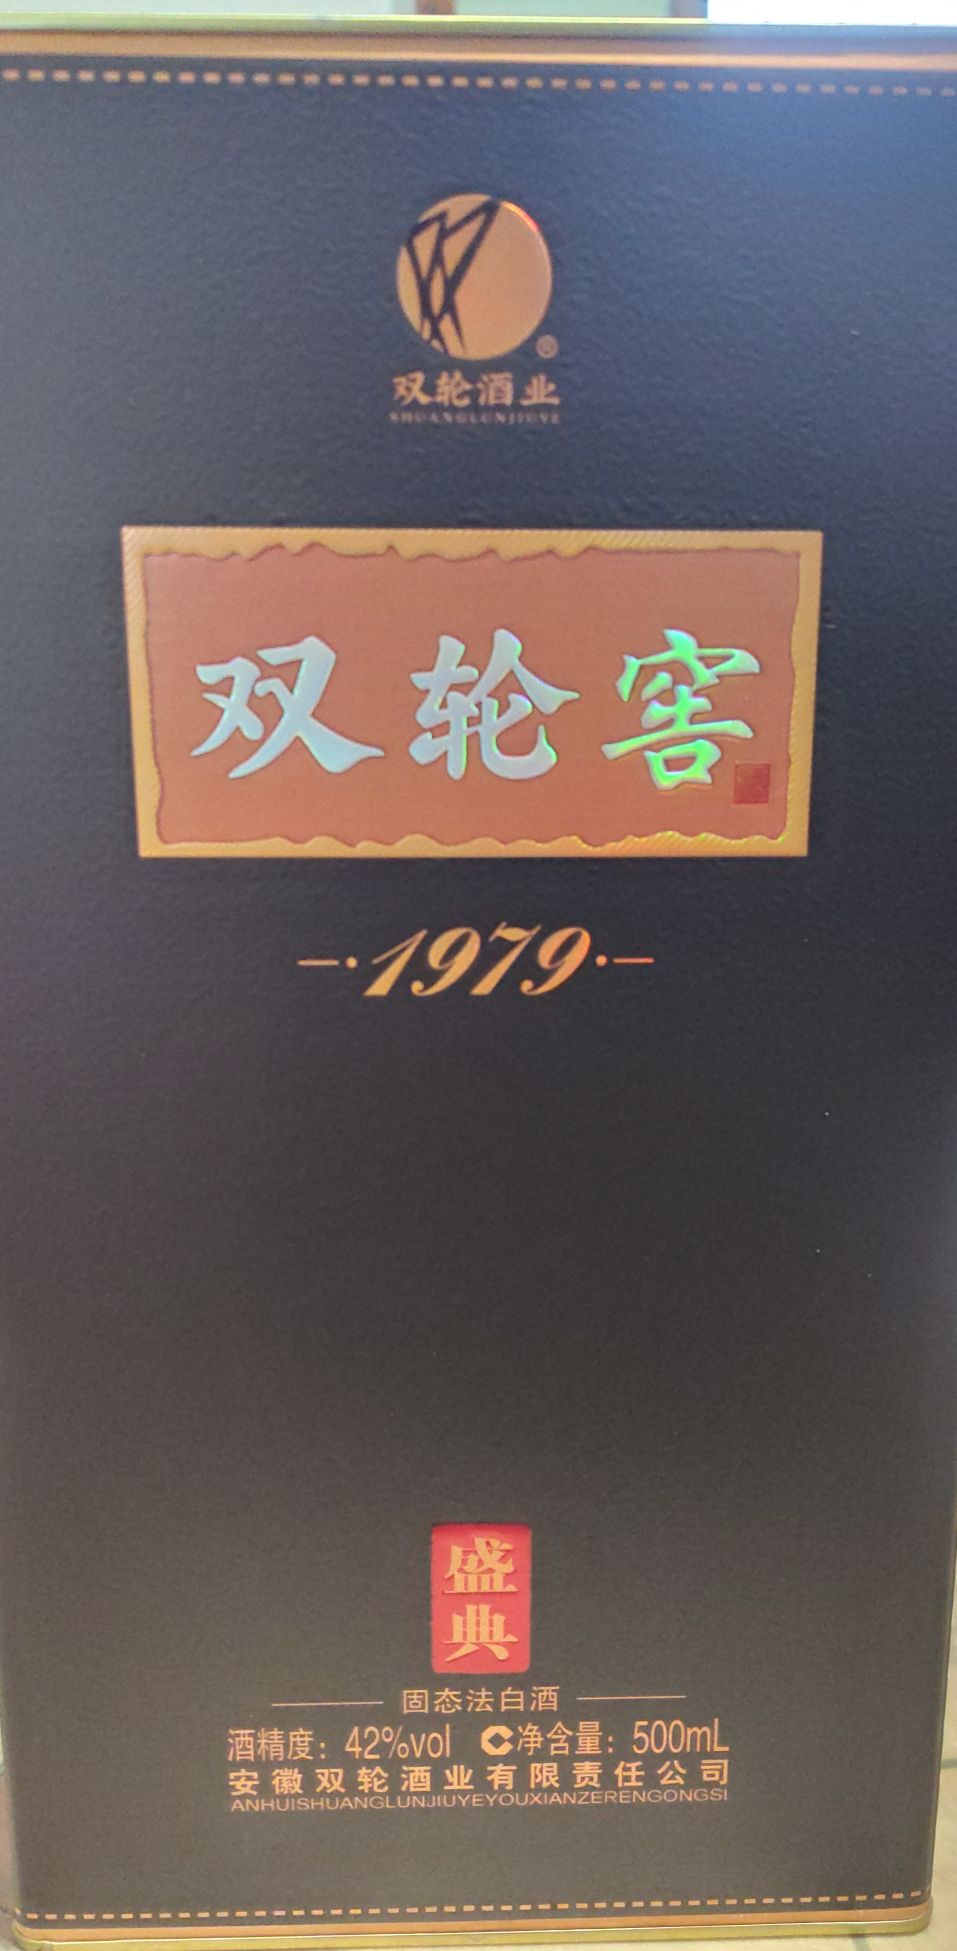 ®
双轮酒业
SHUANGLUNJIUYE
双轮窖
1979
盛
典
固态法白酒
酒精度：42%vol 净含量：500mL
安徽双轮酒业有限责任公司
ANHUISHUANGLUNJIUYEYOUXIANZERENGONGSI